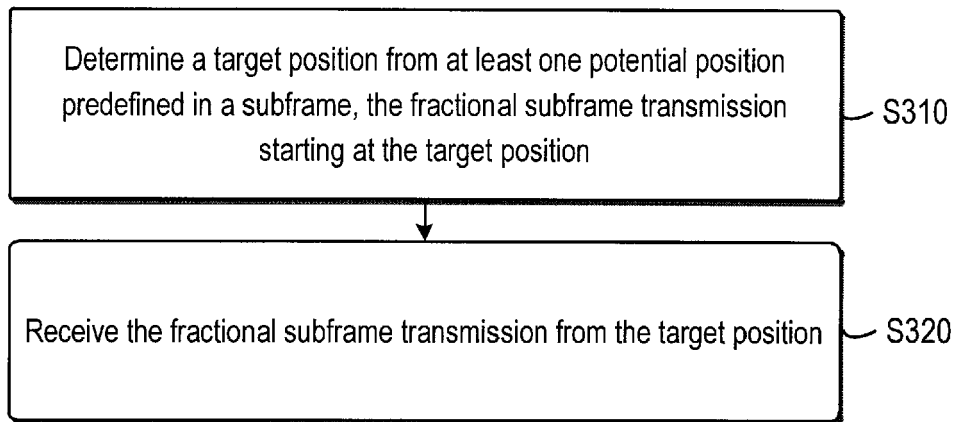 Determine a target position from at least one potential position
predefined in a subframe, the fractional subframe transmission
starting at the target position
S310
Receive the fractional subframe transmission from the target position
S320